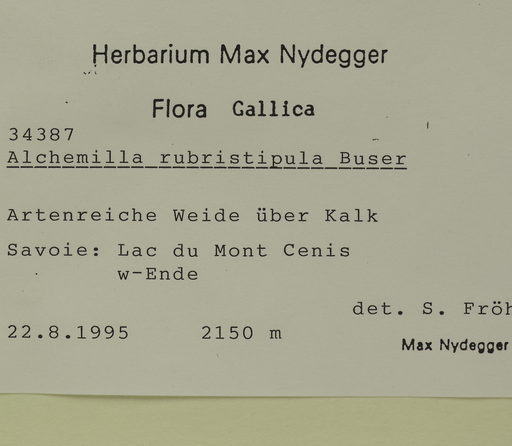 Herbarium Max Nydegger
Flora Gallica
34387
Alchemilla rubristipula Buser
Artenreiche Weide über Kalk
Savoie: Lac du Mont Cenis
w-Ende
det. S. Fröh
22.8.1995 2150 m
Max Nydegger